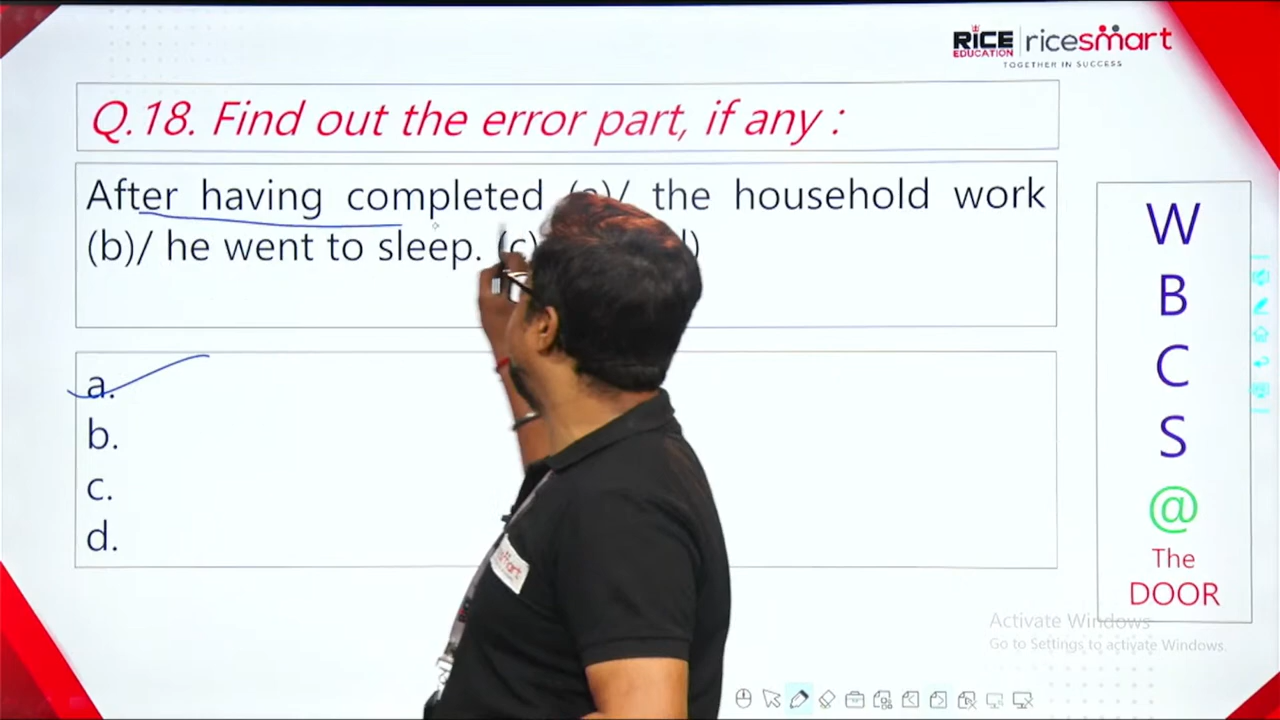 RICE
EDUCATION
ricesmart
TOGETHER IN SUCCESS
Q.18. Find out the error part, if any :
After having completed the household work
(b)/ he went to sleep. (c)
a.
b.
c.
d.
W
B
C
S
@
The
DOOR
Activate Windows
Go to Settings to activate Windows.